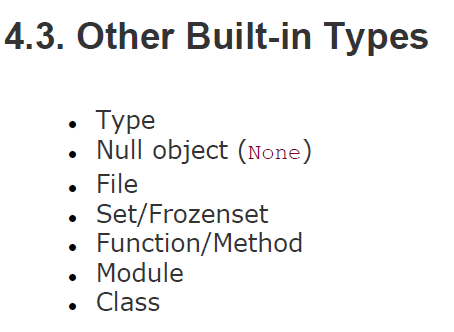 4.3. Other Built-in Types
• Type
• Null object (None)
• File
• Set/Frozenset
• Function/Method
• Module
• Class